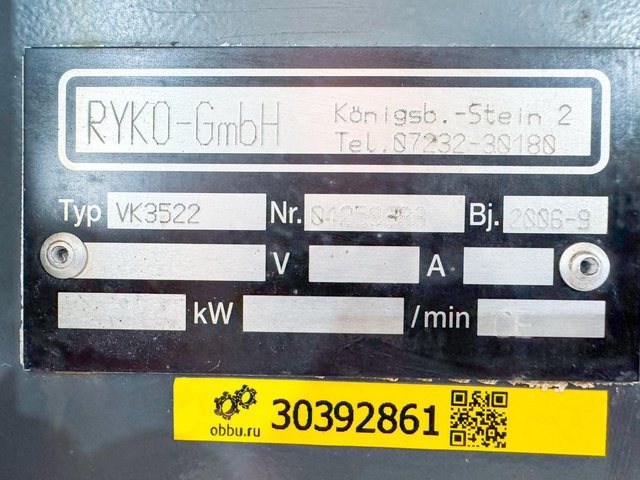 RYKO-GmbH
Königsb.-Stein 2
Tel.07232-30180
Typ VK3522 Nr. Bj. 2006-9
V A
kW /min CE
obbu.ru 30392861